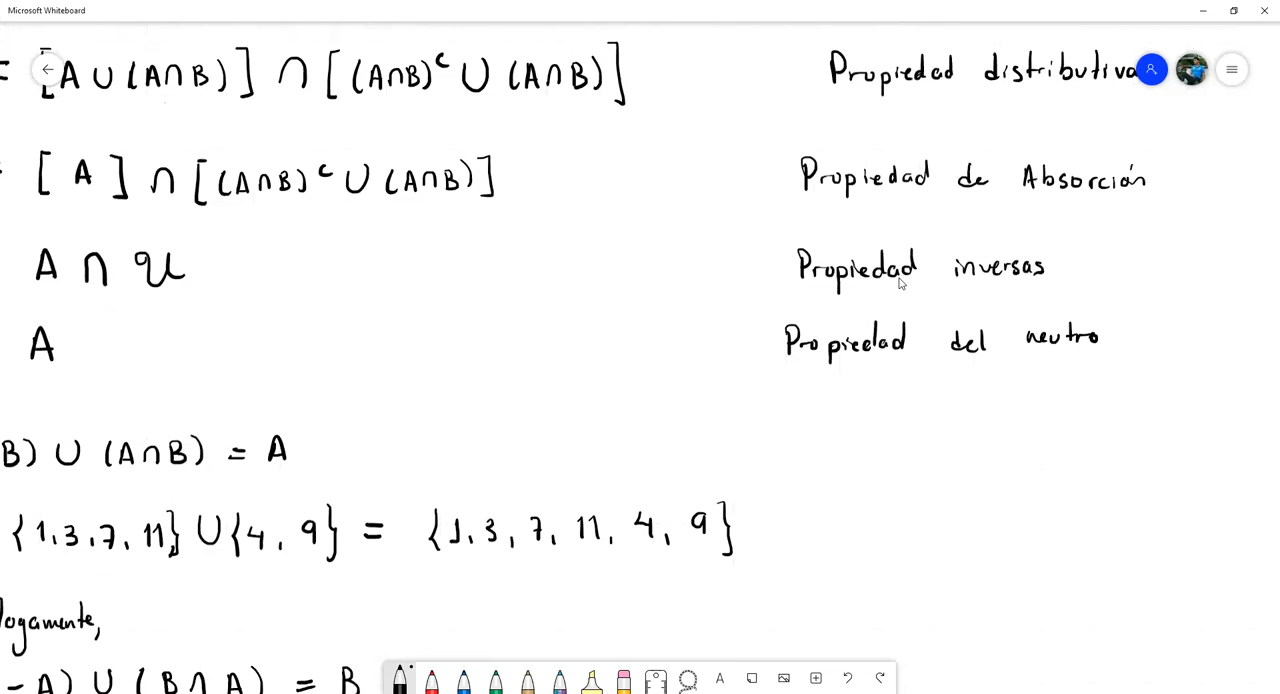 Microsoft Whiteboard
= [A ∪ (A∩B)] ∩ [(A∩B)ᶜ ∪ (A∩B)] Propiedad distributiva
= [A] ∩ [(A∩B)ᶜ ∪ (A∩B)] Propiedad de Absorción
A ∩ 𝒰 Propiedad inversas
A Propiedad del neutro
B) ∪ (A∩B) = A
{1,3,7,11} ∪ {4, 9} = {1, 3, 7, 11, 4, 9}
logamente,
- A) ∪ (B∩A) = B
A